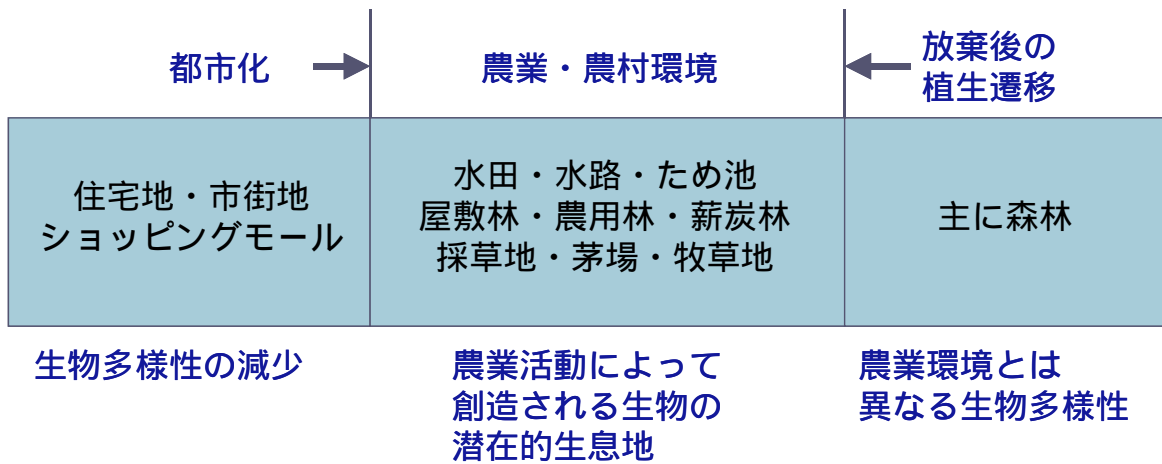 都市化
農業・農村環境
放棄後の
植生遷移
住宅地・市街地
ショッピングモール
水田・水路・ため池
屋敷林・農用林・薪炭林
採草地・茅場・牧草地
主に森林
生物多様性の減少
農業活動によって
創造される生物の
潜在的生息地
農業環境とは
異なる生物多様性